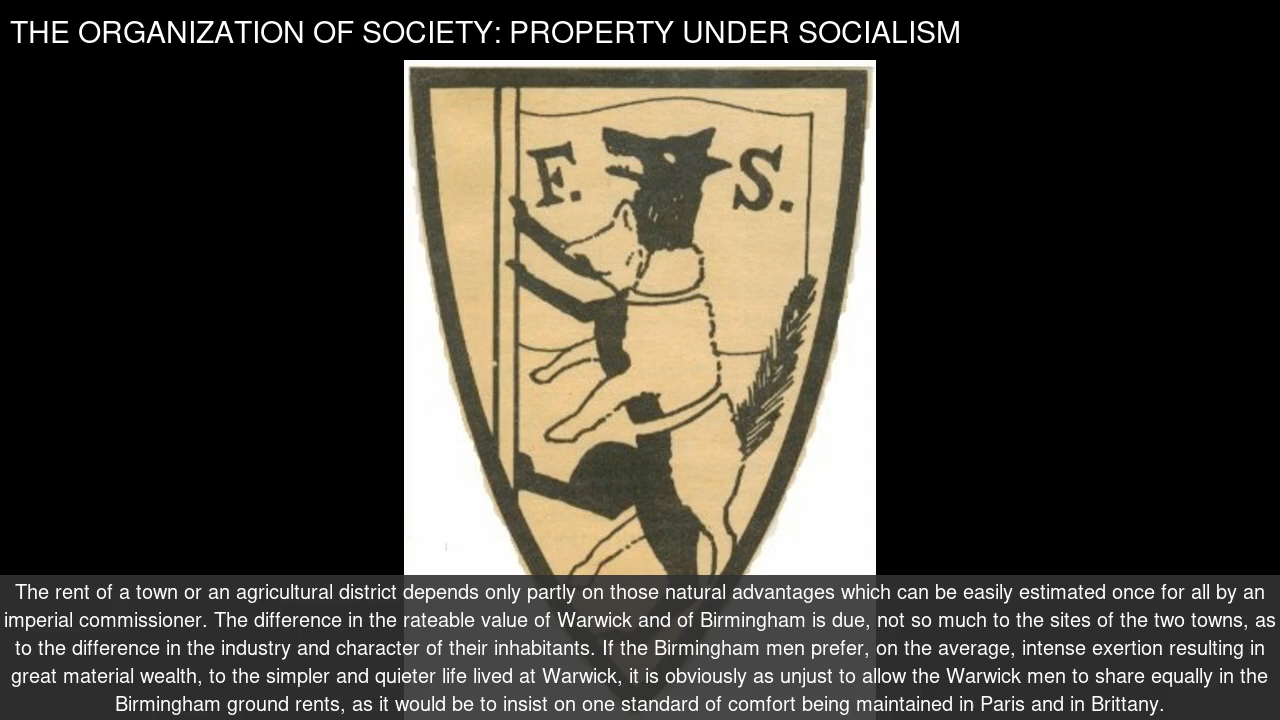 THE ORGANIZATION OF SOCIETY: PROPERTY UNDER SOCIALISM
F. S.
The rent of a town or an agricultural district depends only partly on those natural advantages which can be easily estimated once for all by an
imperial commissioner. The difference in the rateable value of Warwick and of Birmingham is due, not so much to the sites of the two towns, as
to the difference in the industry and character of their inhabitants. If the Birmingham men prefer, on the average, intense exertion resulting in
great material wealth, to the simpler and quieter life lived at Warwick, it is obviously as unjust to allow the Warwick men to share equally in the
Birmingham ground rents, as it would be to insist on one standard of comfort being maintained in Paris and in Brittany.